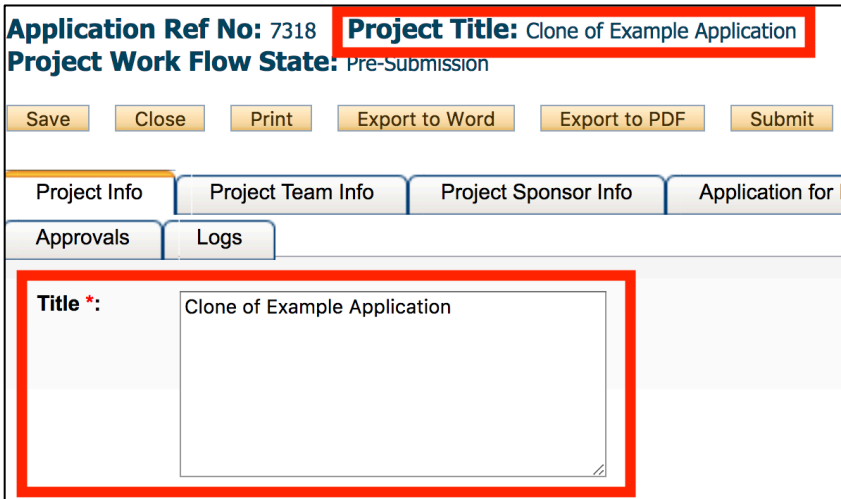 Application Ref No: 7318 Project Title: Clone of Example Application
Project Work Flow State: Pre-Submission
Save Close Print Export to Word Export to PDF Submit
Project Info Project Team Info Project Sponsor Info Application for
Approvals Logs
Title *: Clone of Example Application